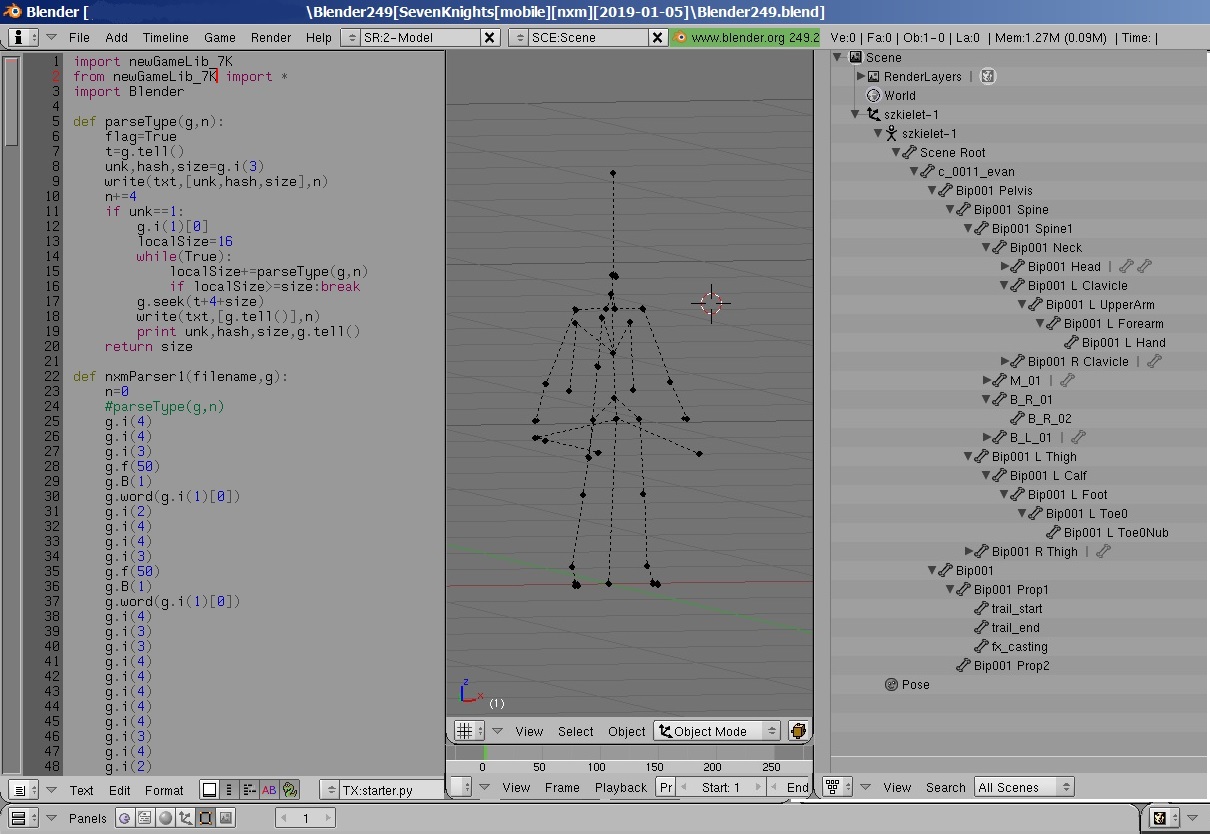 Blender [ \Blender249[SevenKnights[mobile][nxm][2019-01-05]\Blender249.blend]
File Add Timeline Game Render Help SR:2-Model SCE:Scene www.blender.org 249.2 Ve:0 | Fa:0 | Ob:1-0 | La:0 | Mem:1.27M (0.09M) | Time: |
1 import newGameLib_7K
2 from newGameLib_7K import *
3 import Blender
4
5 def parseType(g,n):
6 flag=True
7 t=g.tell()
8 unk,hash,size=g.i(3)
9 write(txt,[unk,hash,size],n)
10 n+=4
11 if unk==1:
12 g.i(1)[0]
13 localSize=16
14 while(True):
15 localSize+=parseType(g,n)
16 if localSize>=size:break
17 g.seek(t+4+size)
18 write(txt,[g.tell()],n)
19 print unk,hash,size,g.tell()
20 return size
21
22 def nxmParser1(filename,g):
23 n=0
24 #parseType(g,n)
25 g.i(4)
26 g.i(4)
27 g.i(3)
28 g.f(50)
29 g.B(1)
30 g.word(g.i(1)[0])
31 g.i(2)
32 g.i(4)
33 g.i(4)
34 g.i(3)
35 g.f(50)
36 g.B(1)
37 g.word(g.i(1)[0])
38 g.i(4)
39 g.i(3)
40 g.i(3)
41 g.i(4)
42 g.i(4)
43 g.i(4)
44 g.i(4)
45 g.i(4)
46 g.i(3)
47 g.i(4)
48 g.i(2)
Text Edit Format AB TX:starter.py
z
x
(1)
View Select Object Object Mode
0 50 100 150 200 250
View Frame Playback Pr Start: 1 End
Scene
RenderLayers |
World
szkielet-1
szkielet-1
Scene Root
c_0011_evan
Bip001 Pelvis
Bip001 Spine
Bip001 Spine1
Bip001 Neck
Bip001 Head |
Bip001 L Clavicle
Bip001 L UpperArm
Bip001 L Forearm
Bip001 L Hand
Bip001 R Clavicle |
M_01 |
B_R_01
B_R_02
B_L_01 |
Bip001 L Thigh
Bip001 L Calf
Bip001 L Foot
Bip001 L Toe0
Bip001 L Toe0Nub
Bip001 R Thigh |
Bip001
Bip001 Prop1
trail_start
trail_end
fx_casting
Bip001 Prop2
Pose
View Search All Scenes
Panels 1